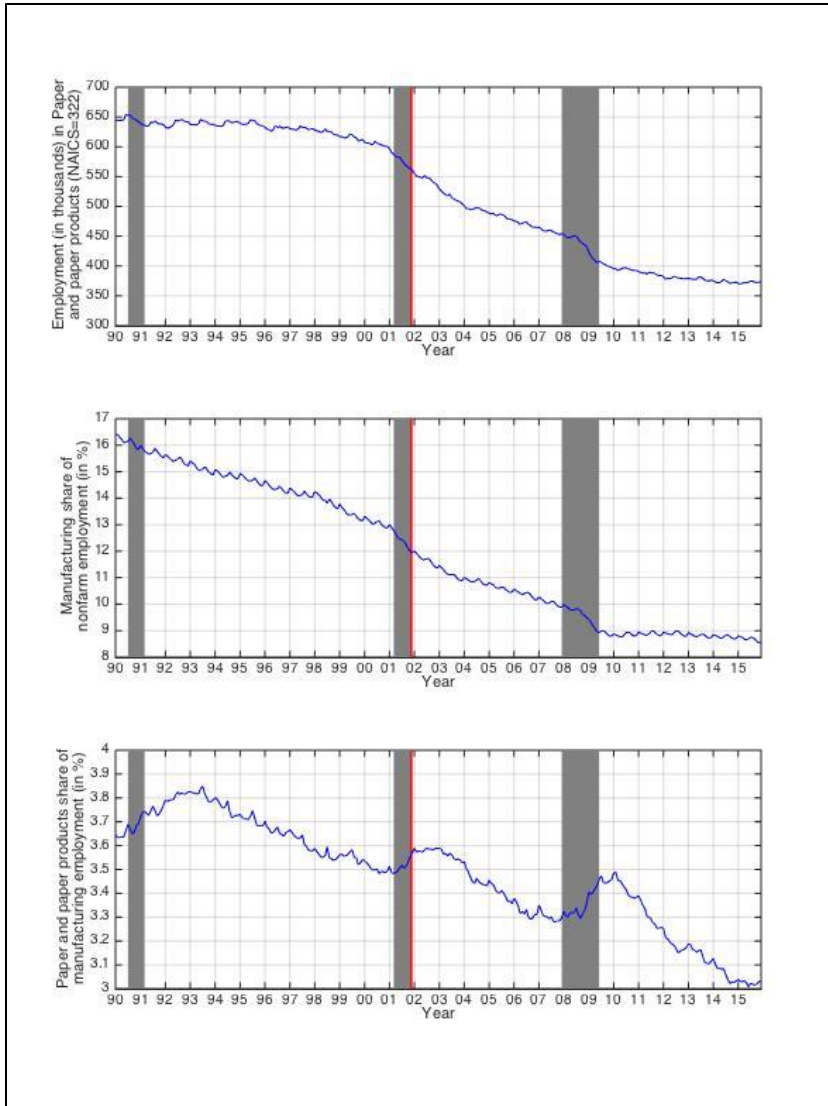 Employment (in thousands) in Paper
and paper products (NAICS=322)
700
650
600
550
500
450
400
350
300
90 91 92 93 94 95 96 97 98 99 00 01 02 03 04 05 06 07 08 09 10 11 12 13 14 15
Year
Manufacturing share of
nonfarm employment (in %)
17
16
15
14
13
12
11
10
9
8
90 91 92 93 94 95 96 97 98 99 00 01 02 03 04 05 06 07 08 09 10 11 12 13 14 15
Year
Paper and paper products share of
manufacturing employment (in %)
4
3.9
3.8
3.7
3.6
3.5
3.4
3.3
3.2
3.1
3
90 91 92 93 94 95 96 97 98 99 00 01 02 03 04 05 06 07 08 09 10 11 12 13 14 15
Year